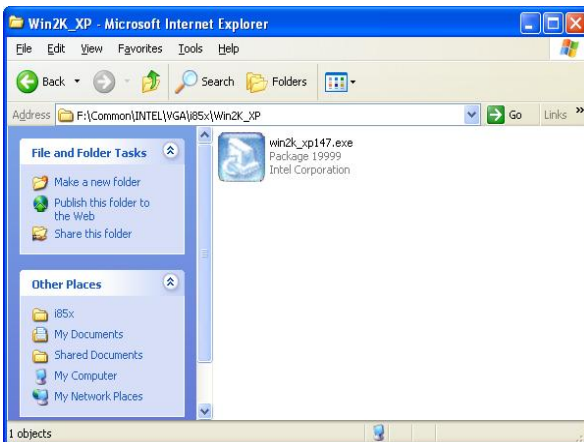 Win2K_XP - Microsoft Internet Explorer
File Edit View Favorites Tools Help
Back Search Folders
Address F:\Common\INTEL\VGA\i85x\Win2K_XP Go Links »
File and Folder Tasks
Make a new folder
Publish this folder to
the Web
Share this folder
Other Places
i85x
My Documents
Shared Documents
My Computer
My Network Places
win2k_xp147.exe
Package 19999
Intel Corporation
1 objects